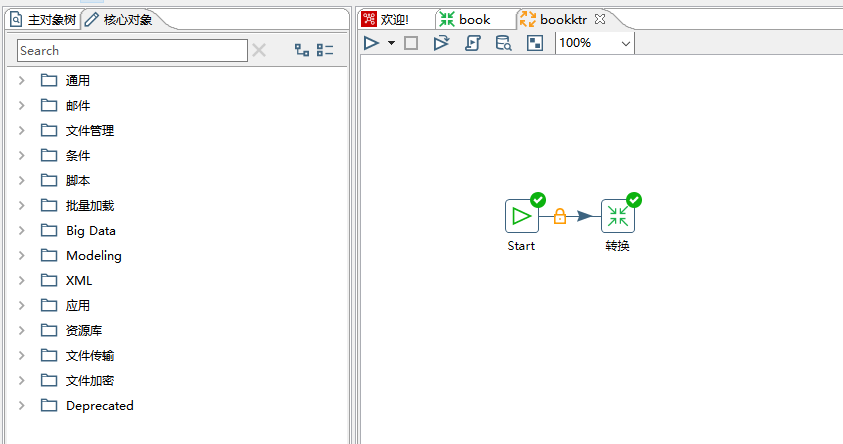 主对象树 核心对象
Search
通用
邮件
文件管理
条件
脚本
批量加载
Big Data
Modeling
XML
应用
资源库
文件传输
文件加密
Deprecated
欢迎! book bookktr
100%
Start 转换